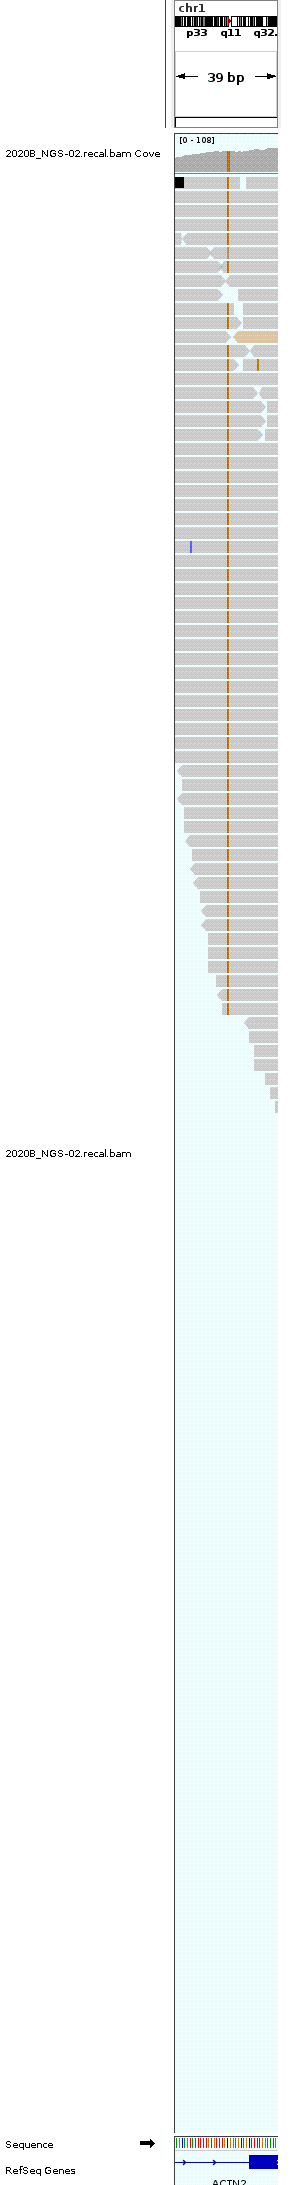 chr1
p33 q11 q32.
39 bp
[0 - 108]
2020B_NGS-02.recal.bam Cove
2020B_NGS-02.recal.bam
Sequence
RefSeq Genes
ACTN2